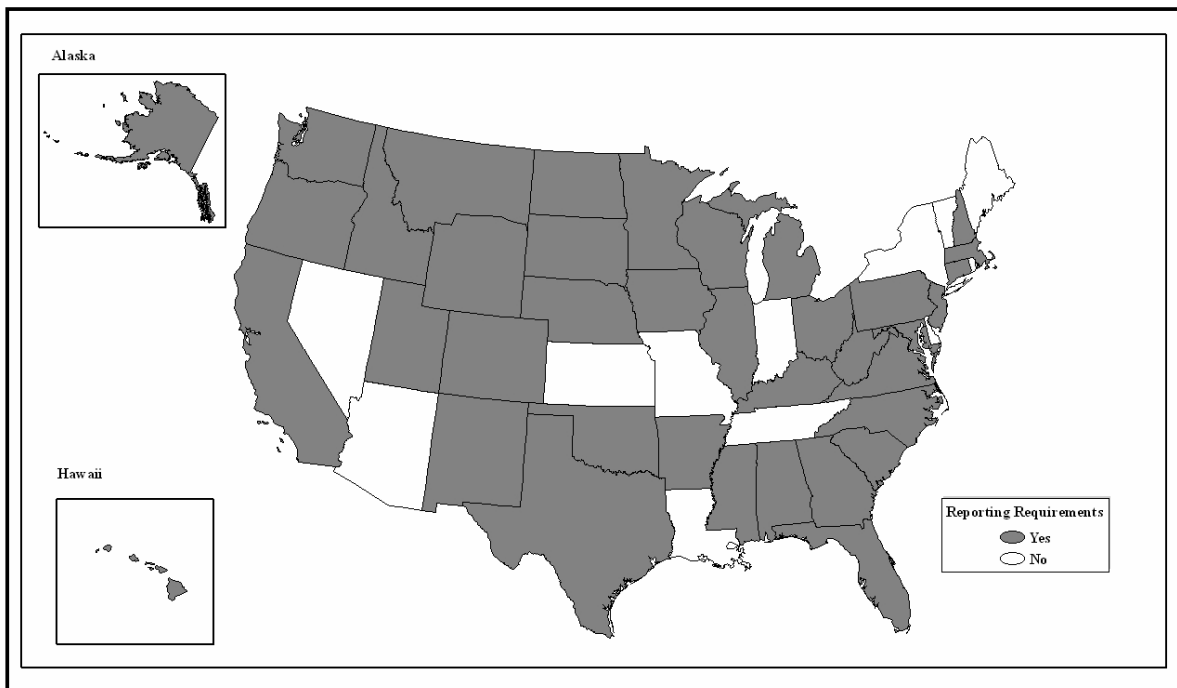 Alaska
Hawaii
Reporting Requirements
Yes
No